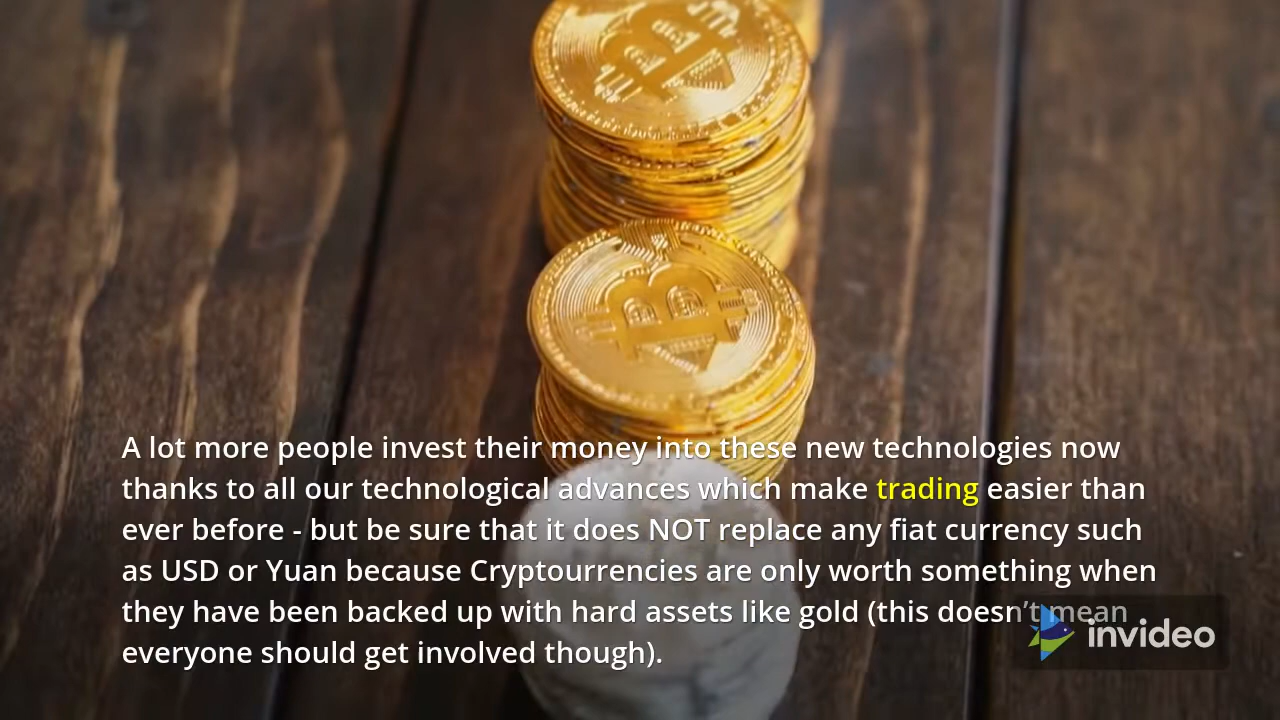 A lot more people invest their money into these new technologies now
thanks to all our technological advances which make trading easier than
ever before - but be sure that it does NOT replace any fiat currency such
as USD or Yuan because Cryptourrencies are only worth something when
they have been backed up with hard assets like gold (this doesn't mean
everyone should get involved though).
invideo